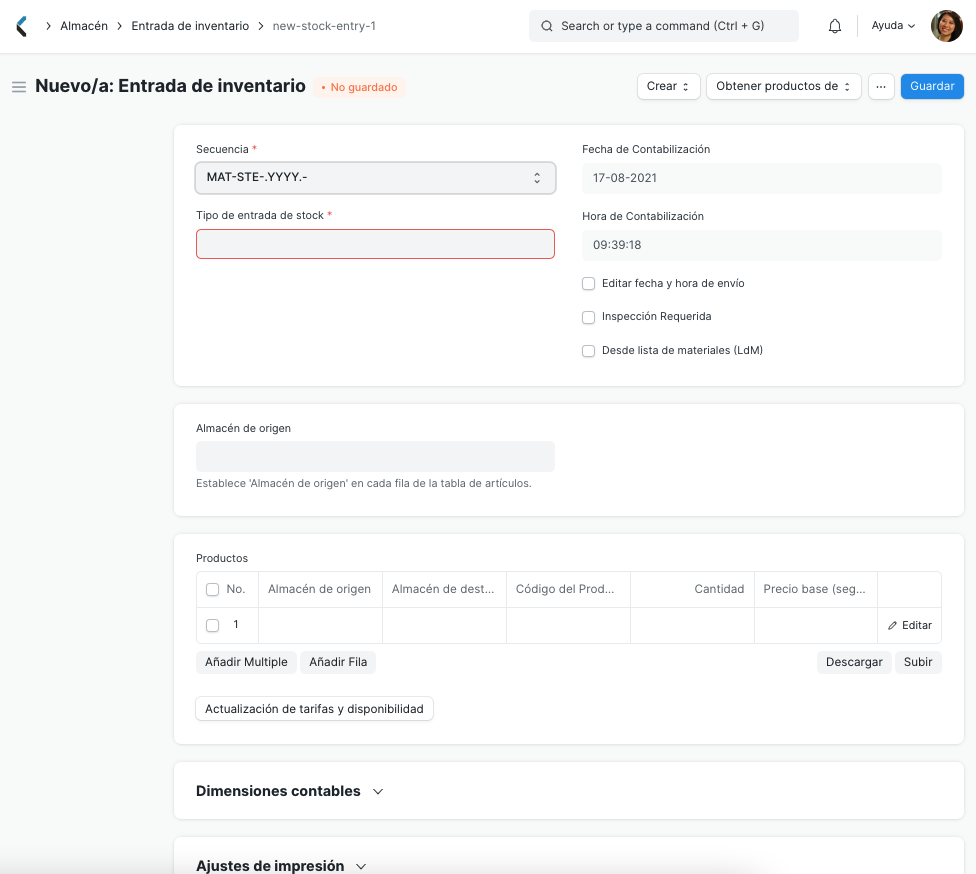 Almacén Entrada de inventario new-stock-entry-1 Search or type a command (Ctrl + G) Ayuda
Nuevo/a: Entrada de inventario • No guardado Crear Obtener productos de ... Guardar
Secuencia *
MAT-STE-.YYYY.-
Tipo de entrada de stock *
Fecha de Contabilización
17-08-2021
Hora de Contabilización
09:39:18
Editar fecha y hora de envío
Inspección Requerida
Desde lista de materiales (LdM)
Almacén de origen
Establece 'Almacén de origen' en cada fila de la tabla de artículos.
Productos
No. Almacén de origen Almacén de dest... Código del Prod... Cantidad Precio base (seg...
1 Editar
Añadir Multiple Añadir Fila Descargar Subir
Actualización de tarifas y disponibilidad
Dimensiones contables
Ajustes de impresión